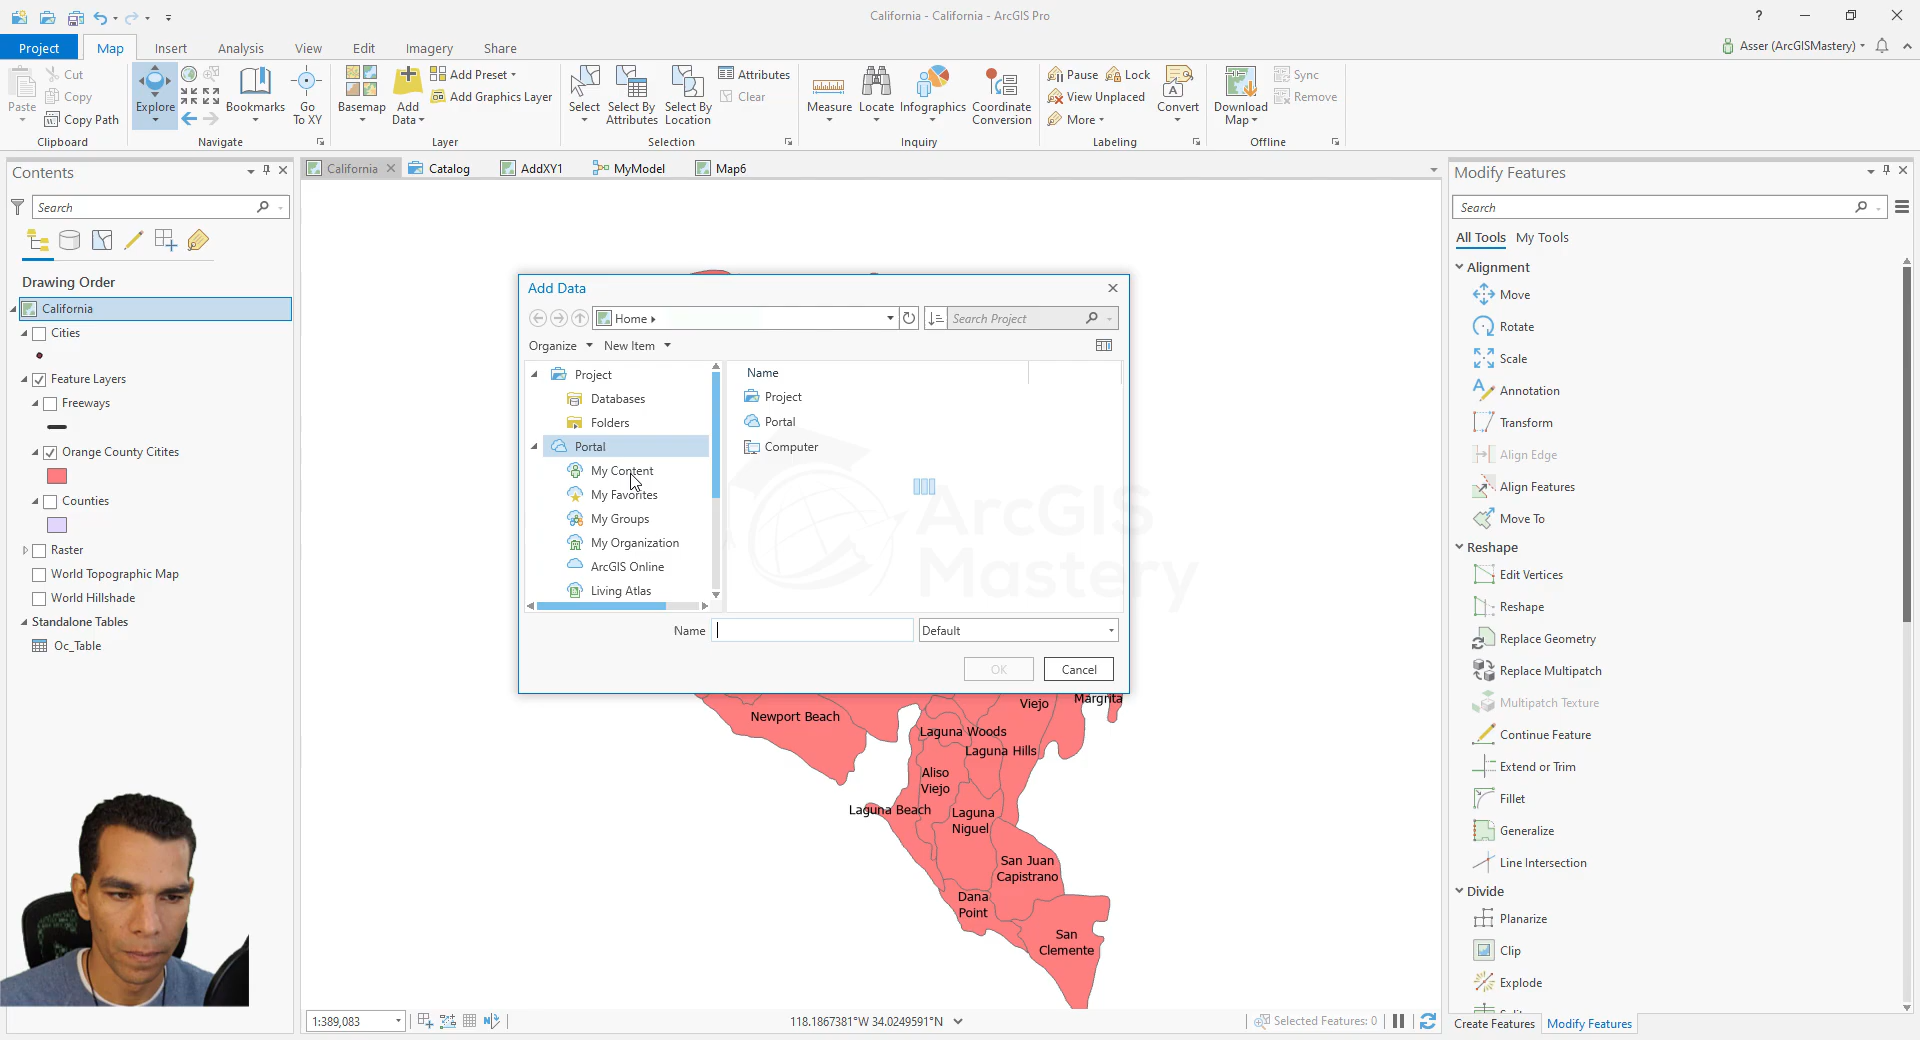 California - California - ArcGIS Pro
?
Project
Map
Insert
Analysis
View
Edit
Imagery
Share
Asser (ArcGISMastery)
Paste
Cut
Copy
Copy Path
Clipboard
Explore
Bookmarks
Go
To XY
Navigate
Basemap
Add
Data
Add Preset
Add Graphics Layer
Layer
Select
Select By
Attributes
Select By
Location
Attributes
Clear
Selection
Measure
Locate
Infographics
Coordinate
Conversion
Inquiry
Pause
Lock
View Unplaced
More
Convert
Labeling
Download
Map
Sync
Remove
Offline
Contents
Search
Drawing Order
California
Cities
Feature Layers
Freeways
Orange County Citites
Counties
Raster
World Topographic Map
World Hillshade
Standalone Tables
Oc_Table
California
Catalog
AddXY1
MyModel
Map6
Add Data
Home
Search Project
Organize
New Item
Project
Databases
Folders
Portal
My Content
My Favorites
My Groups
My Organization
ArcGIS Online
Living Atlas
Name
Project
Portal
Computer
ArcGIS
Mastery
Name
Default
OK
Cancel
Newport Beach
Viejo
Margrita
Laguna Woods
Laguna Hills
Aliso
Viejo
Laguna Beach
Laguna
Niguel
San Juan
Capistrano
Dana
Point
San
Clemente
1:389,083
118.1867381°W 34.0249591°N
Selected Features: 0
Modify Features
Search
All Tools
My Tools
Alignment
Move
Rotate
Scale
Annotation
Transform
Align Edge
Align Features
Move To
Reshape
Edit Vertices
Reshape
Replace Geometry
Replace Multipatch
Multipatch Texture
Continue Feature
Extend or Trim
Fillet
Generalize
Line Intersection
Divide
Planarize
Clip
Explode
Create Features
Modify Features